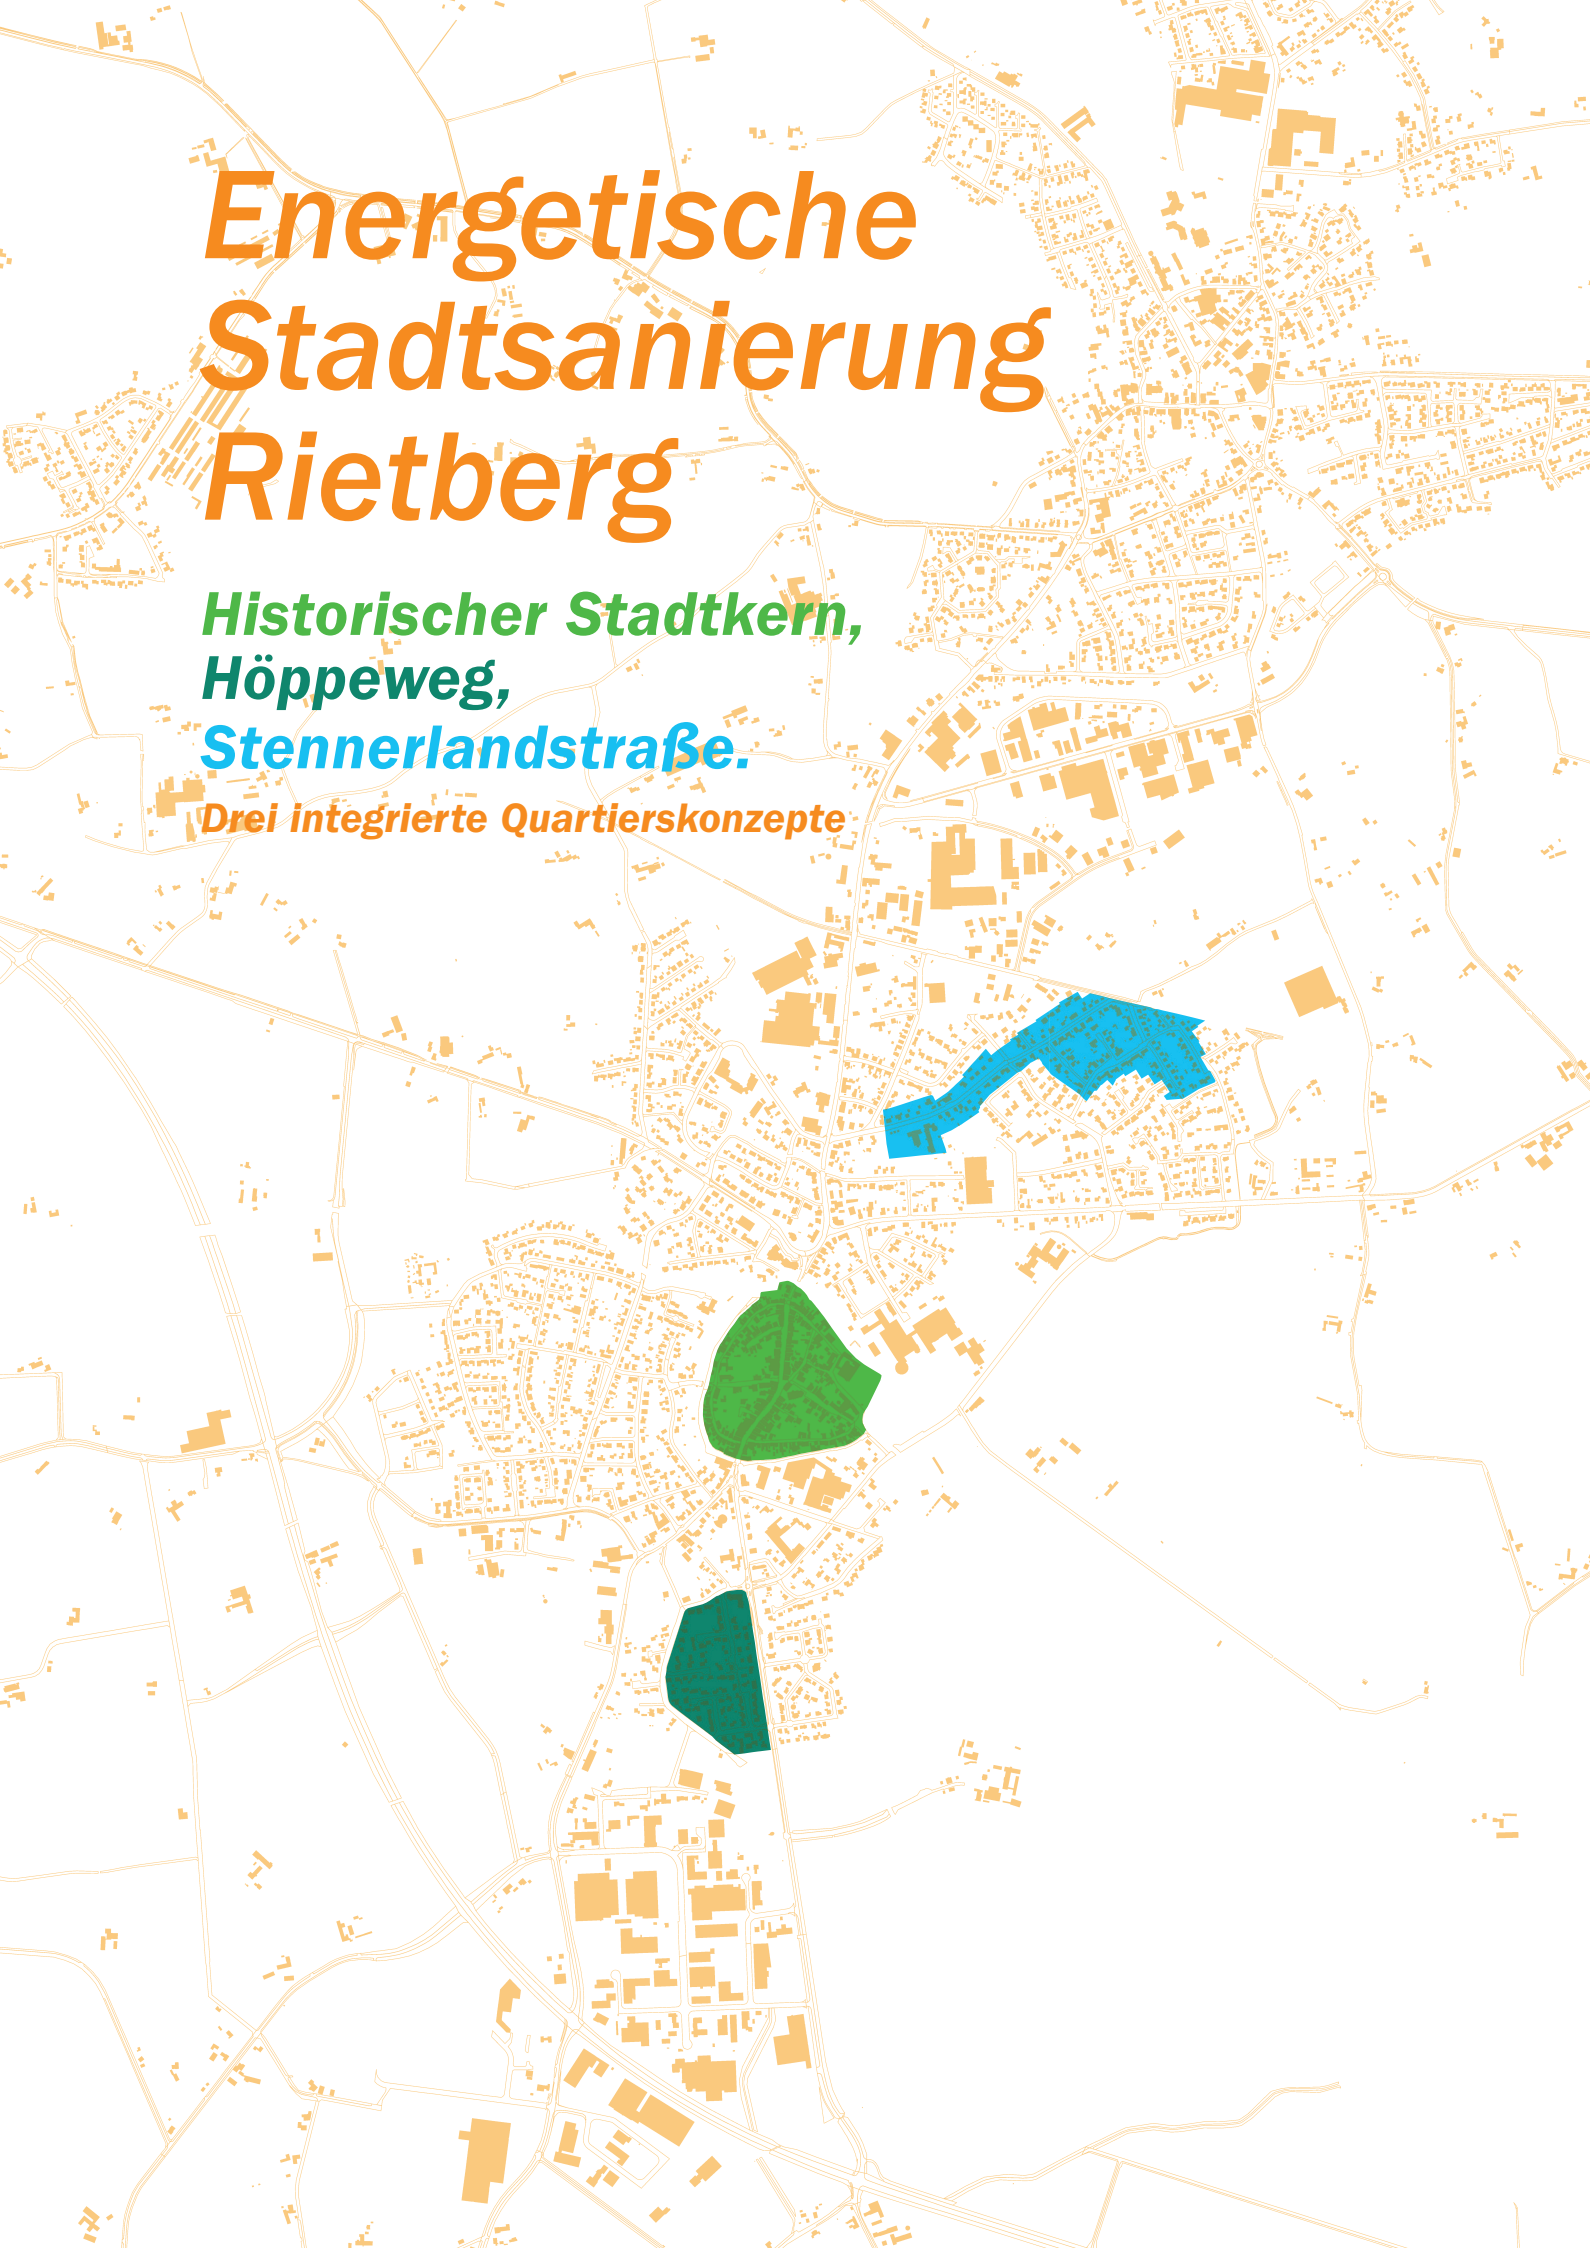 Energetische
Stadtsanierung
Rietberg
Historischer Stadtkern,
Höppeweg,
Stennerlandstraße.
Drei integrierte Quartierskonzepte